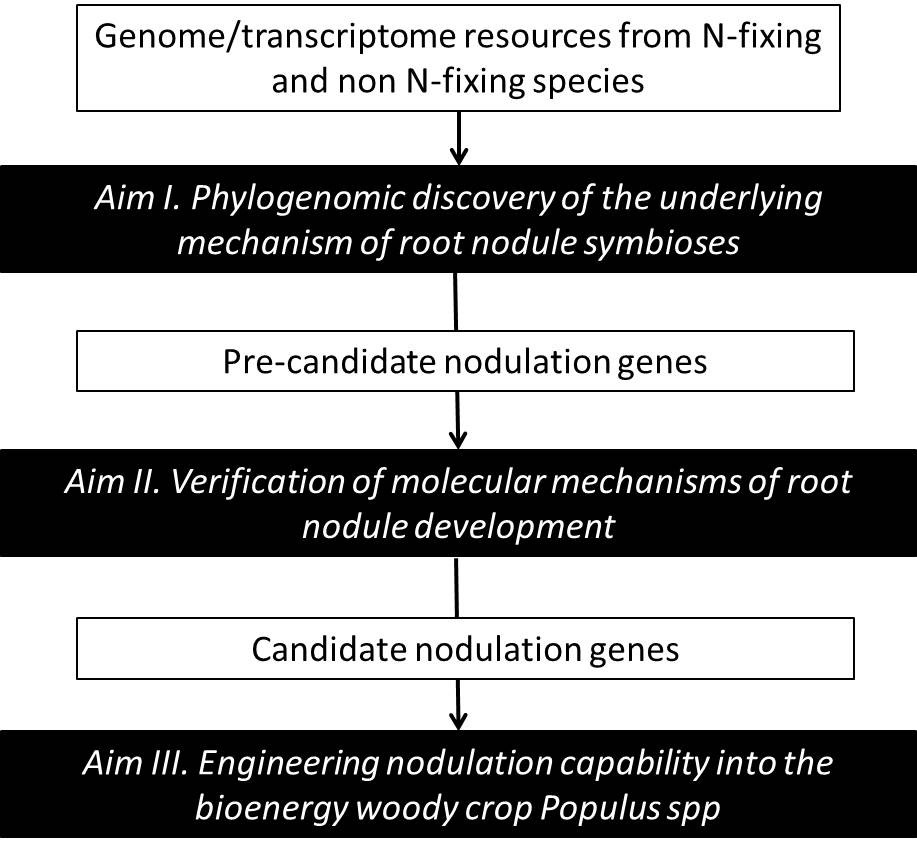 Genome/transcriptome resources from N-fixing
and non N-fixing species
Aim I. Phylogenomic discovery of the underlying
mechanism of root nodule symbioses
Pre-candidate nodulation genes
Aim II. Verification of molecular mechanisms of root
nodule development
Candidate nodulation genes
Aim III. Engineering nodulation capability into the
bioenergy woody crop Populus spp